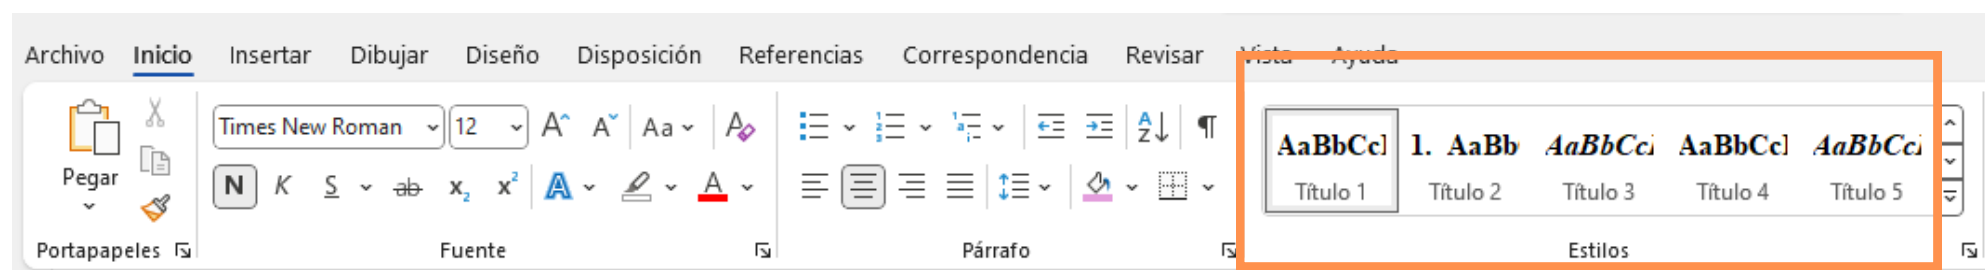 Archivo Inicio Insertar Dibujar Diseño Disposición Referencias Correspondencia Revisar Vista Ayuda
Times New Roman 12 Aa
AaBbCcI 1. AaBb AaBbCcI AaBbCcI AaBbCcI
Pegar N K S ab x2 x2 A A Título 1 Título 2 Título 3 Título 4 Título 5
Portapapeles Fuente Párrafo Estilos